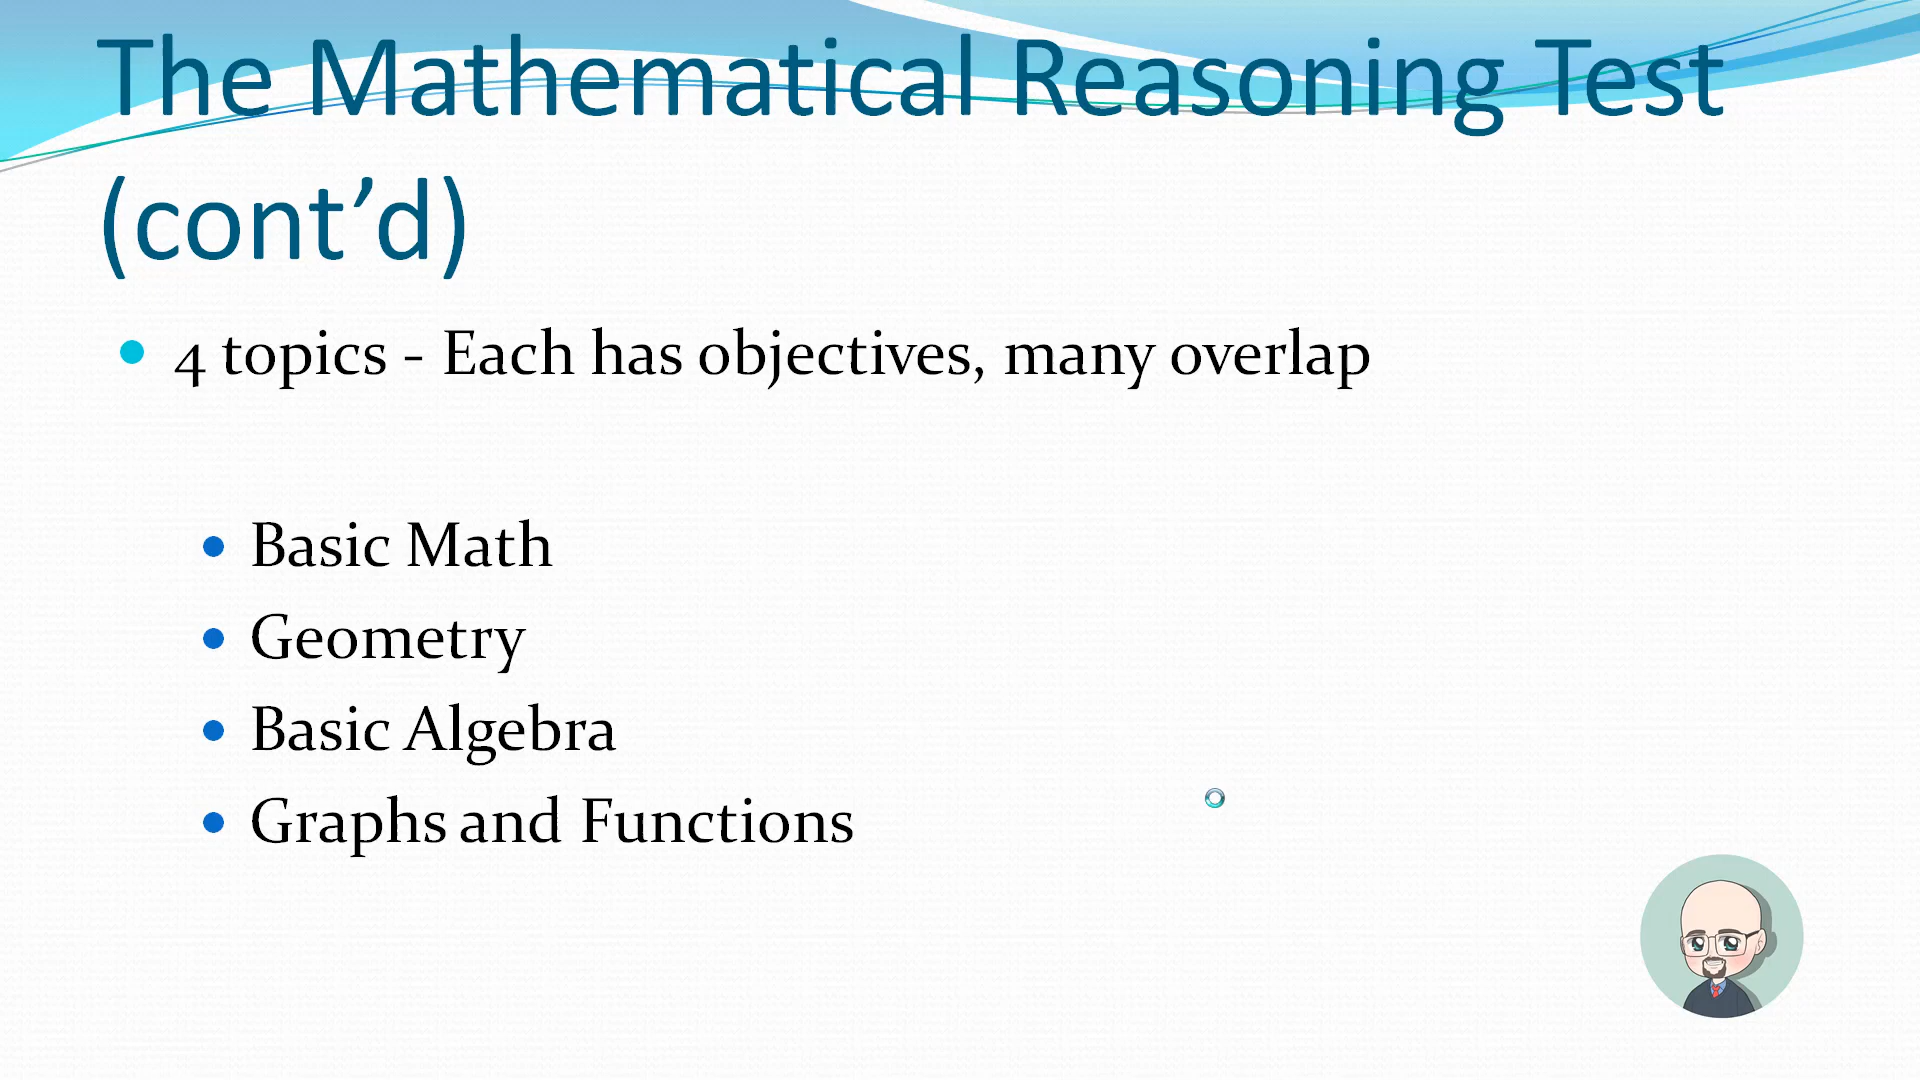 The Mathematical Reasoning Test
(cont’d)
4 topics - Each has objectives, many overlap
Basic Math
Geometry
Basic Algebra
Graphs and Functions